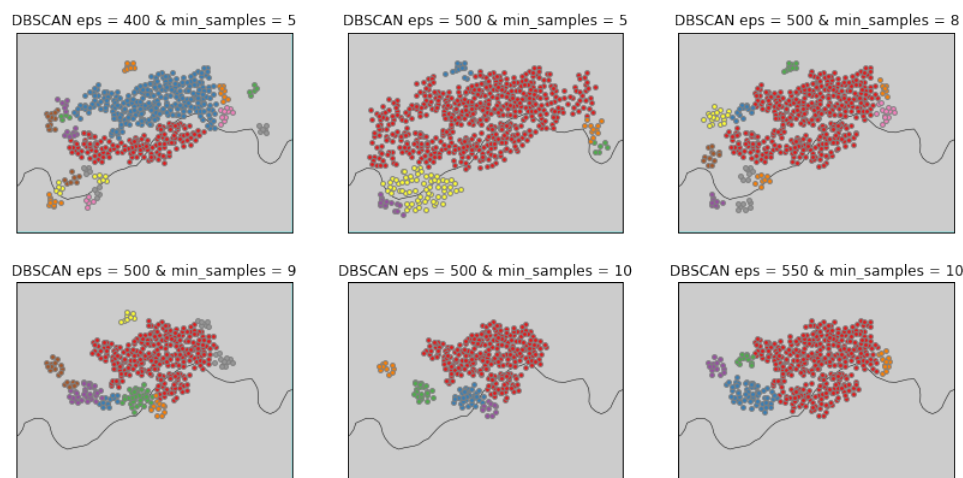 DBSCAN eps = 400 & min_samples = 5
DBSCAN eps = 500 & min_samples = 5
DBSCAN eps = 500 & min_samples = 8
DBSCAN eps = 500 & min_samples = 9
DBSCAN eps = 500 & min_samples = 10
DBSCAN eps = 550 & min_samples = 10